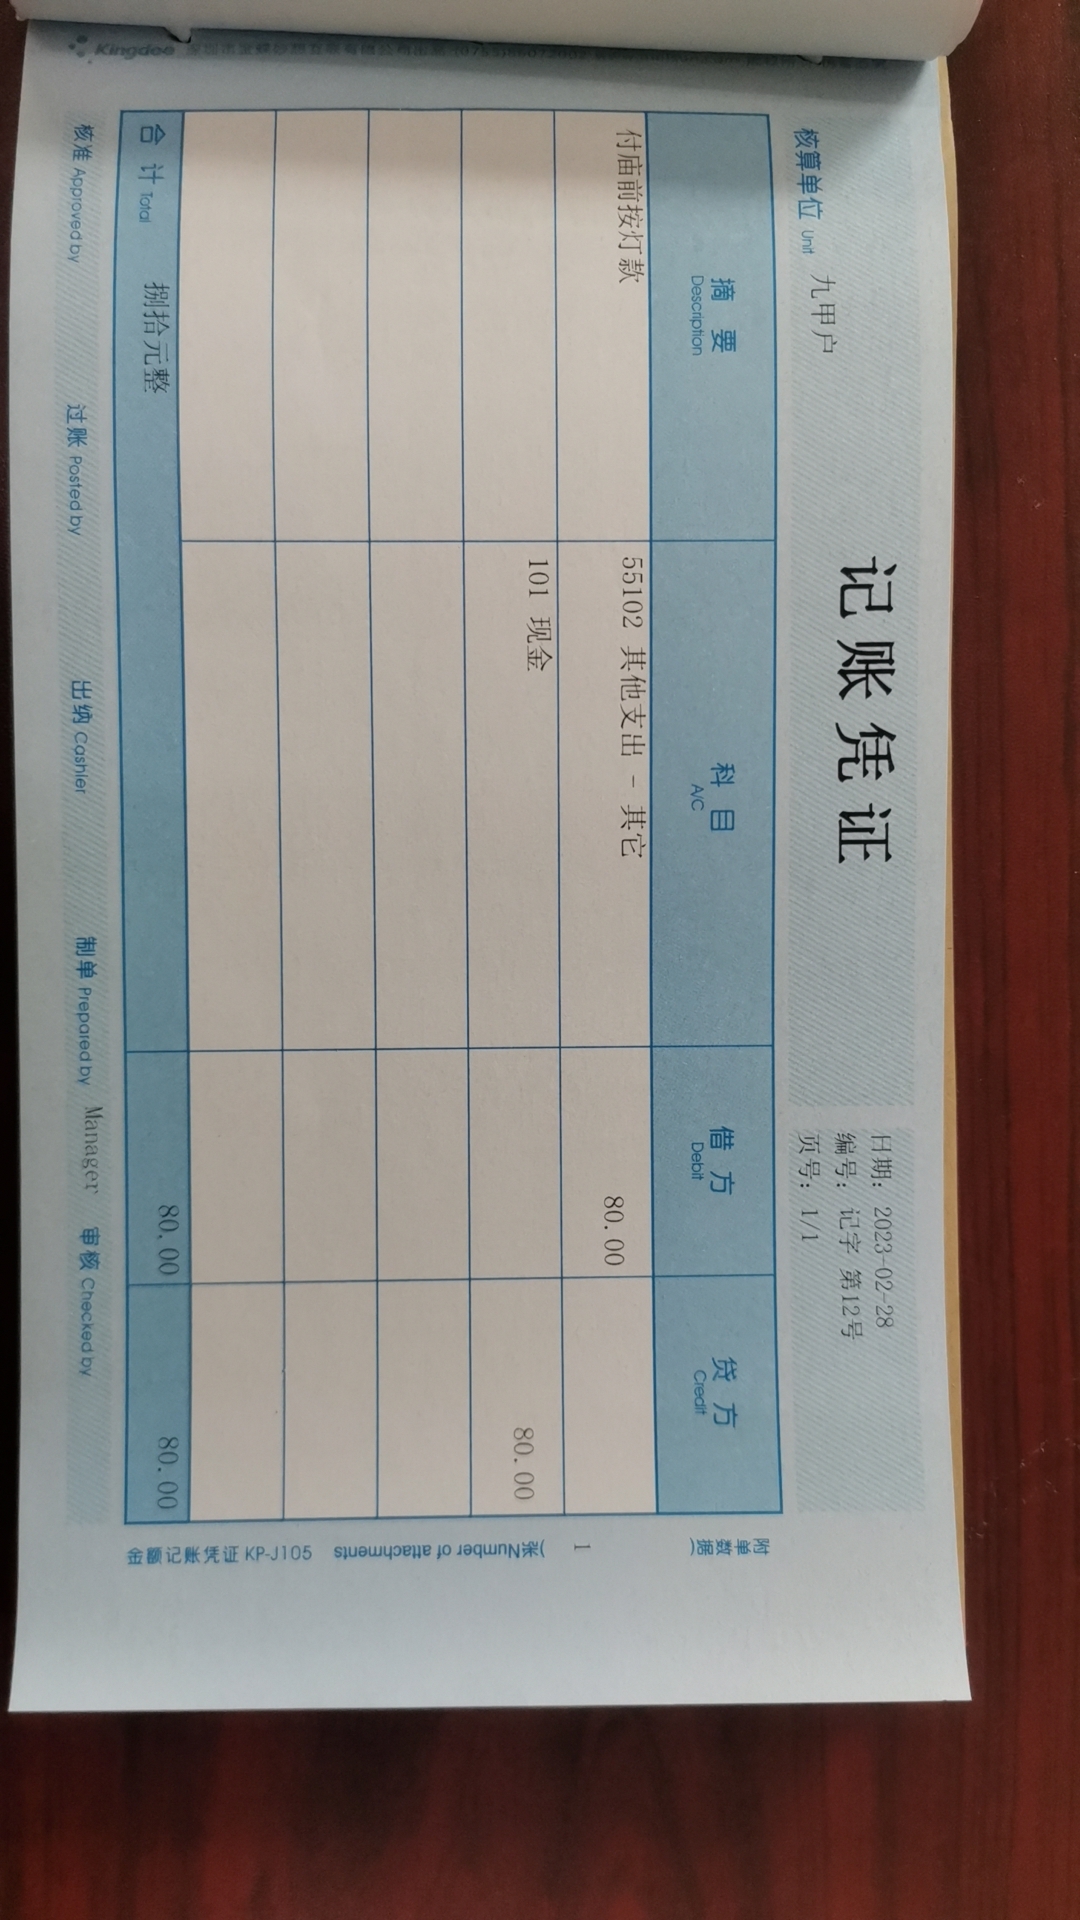 记账凭证
日期: 2023-02-28
编号: 记字 第12号
页号: 1/1
核算单位 Unit 九甲户
摘要 Description 科目 A/C 借方 Debit 贷方 Credit
付庙前按灯款 55102 其他支出 - 其它 80.00
101 现金 80.00
合计 Total 捌拾元整 80.00 80.00
附单数据(
1
)张Number of attachments
金额记账凭证 KP-J105
核准 Approved by 过账 Posted by 出纳 Cashier 制单 Prepared by Manager 审核 Checked by
Kingdee